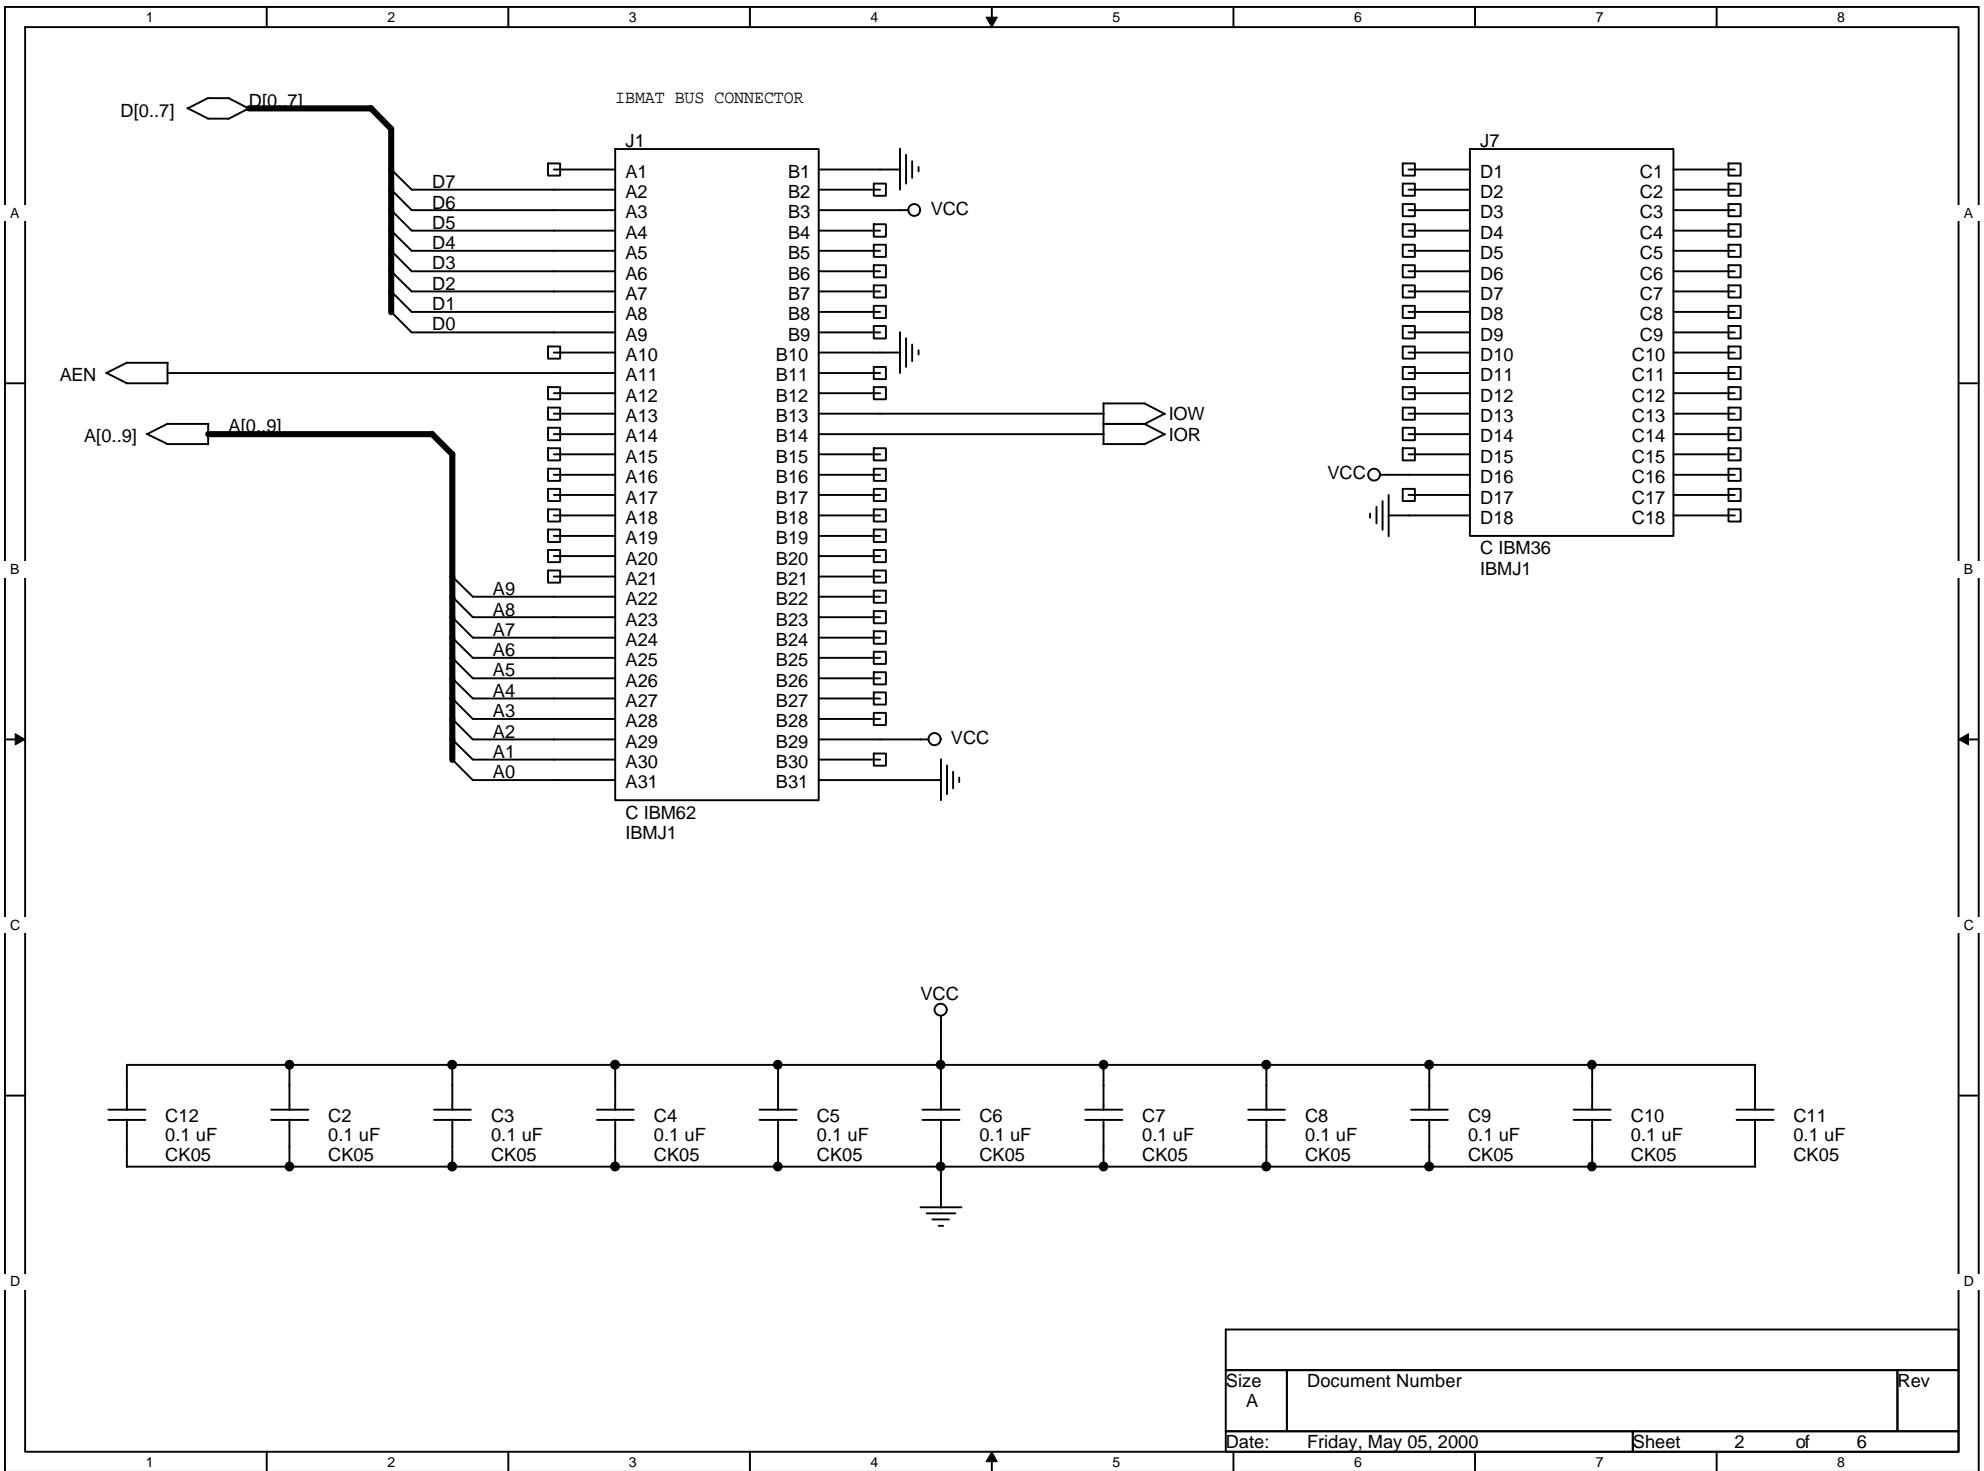 1 2 3 4 5 6 7 8
IBMAT BUS CONNECTOR
D[0..7] D[0..7]
J1 J7
A1 B1 D1 C1
D7 A2 B2 D2 C2
D6 A3 B3 VCC D3 C3
A A
D5 A4 B4 D4 C4
D4 A5 B5 D5 C5
D3 A6 B6 D6 C6
D2 A7 B7 D7 C7
D1 A8 B8 D8 C8
D0 A9 B9 D9 C9
A10 B10 D10 C10
AEN A11 B11 D11 C11
A12 B12 D12 C12
A13 B13 IOW D13 C13
A[0..9] A[0..9] A14 B14 IOR D14 C14
A15 B15 D15 C15
A16 B16 VCC D16 C16
A17 B17 D17 C17
A18 B18 D18 C18
A19 B19
A20 B20 C IBM36
B B
A21 B21 IBMJ1
A9 A22 B22
A8 A23 B23
A7 A24 B24
A6 A25 B25
A5 A26 B26
A4 A27 B27
A3 A28 B28
A2 A29 B29 VCC
A1 A30 B30
A0 A31 B31
C IBM62
IBMJ1
C C
VCC
C12 C2 C3 C4 C5 C6 C7 C8 C9 C10 C11
0.1 uF 0.1 uF 0.1 uF 0.1 uF 0.1 uF 0.1 uF 0.1 uF 0.1 uF 0.1 uF 0.1 uF 0.1 uF
CK05 CK05 CK05 CK05 CK05 CK05 CK05 CK05 CK05 CK05 CK05
D D
Size Document Number Rev
A
Date: Friday, May 05, 2000 Sheet 2 of 6
1 2 3 4 5 6 7 8